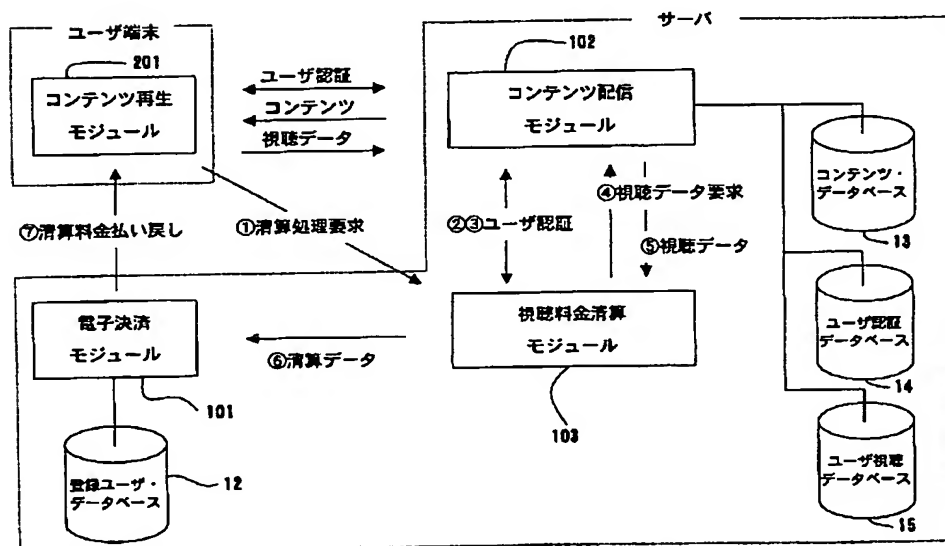 サーバ
ユーザ端末
201
コンテンツ再生
モジュール
ユーザ認証
コンテンツ
視聴データ
102
コンテンツ配信
モジュール
コンテンツ・
データベース
13
⑦清算料金払い戻し
①清算処理要求
②③ユーザ認証
④視聴データ要求
⑤視聴データ
電子決済
モジュール
101
⑥清算データ
視聴料金清算
モジュール
103
ユーザ認証
データベース
14
登録ユーザ・
データベース
12
ユーザ視聴
データベース
15